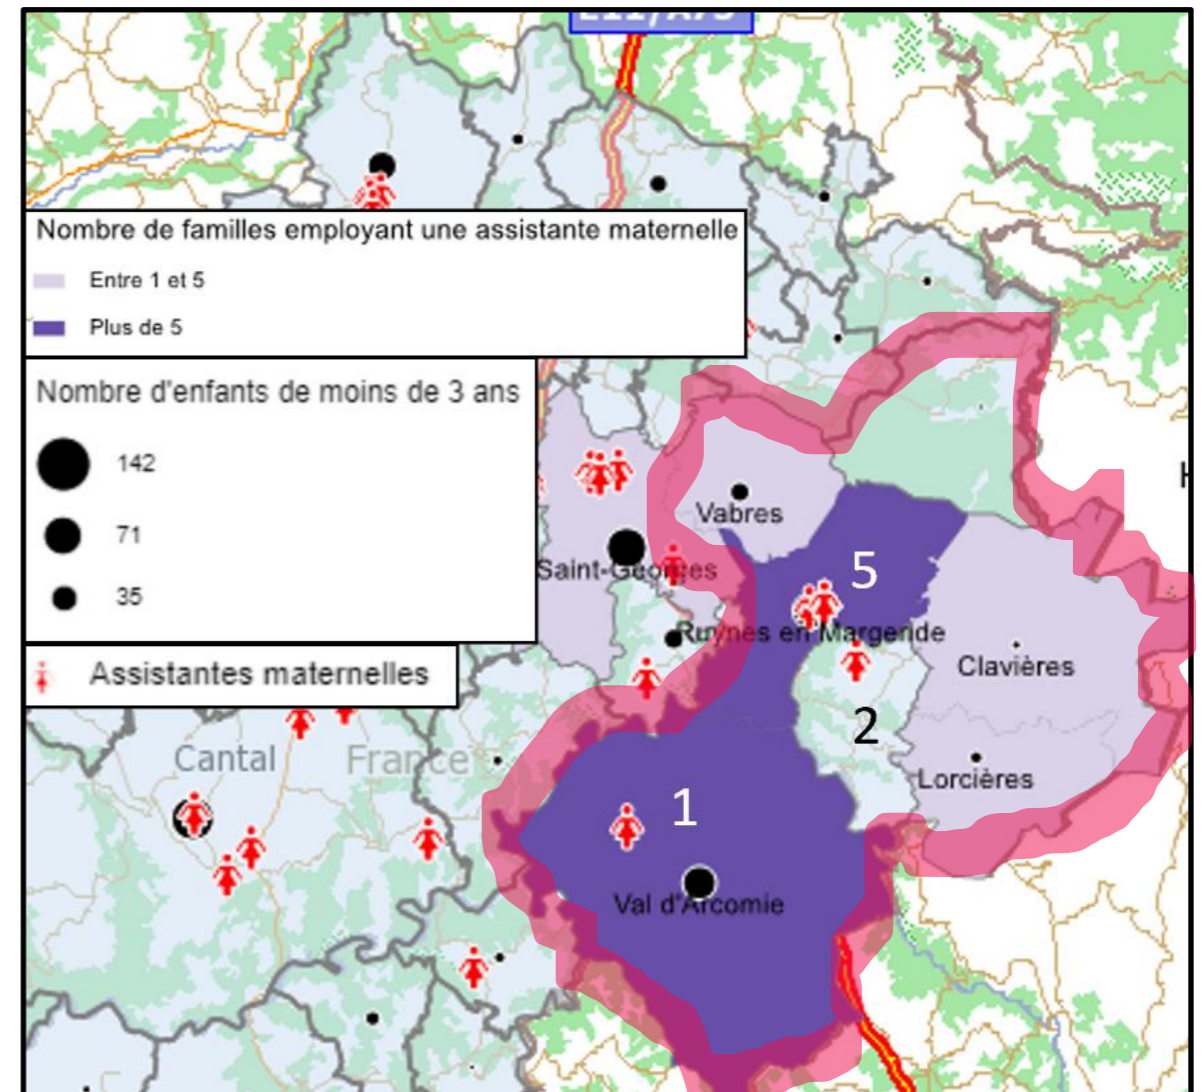 E11/A75
Nombre de familles employant une assistante maternelle
Entre 1 et 5
Plus de 5
Nombre d'enfants de moins de 3 ans
142
71
35
Assistantes maternelles
Vabres
Saint-Georges
5
Ruynes en Margeride
Clavières
2
Cantal
France
Lorcières
1
Val d'Arcomie